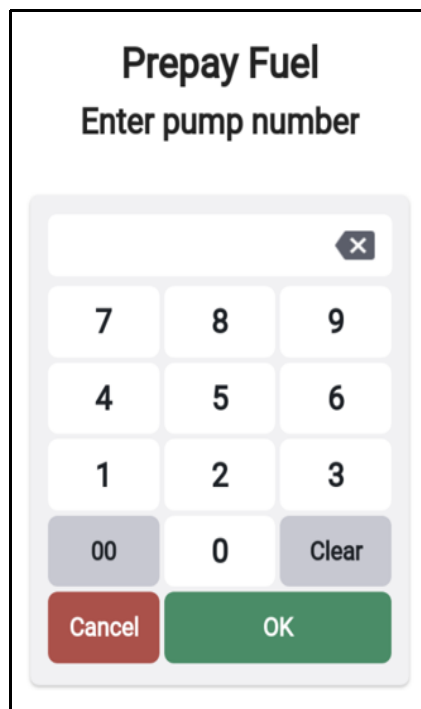 Prepay Fuel
Enter pump number
7 8 9
4 5 6
1 2 3
00 0 Clear
Cancel OK